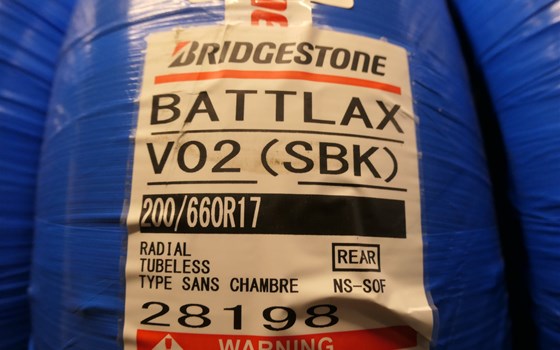 BRIDGESTONE
BATTLAX
V02 (SBK)
200/660R17
RADIAL
TUBELESS
TYPE SANS CHAMBRE
REAR
NS-SOF
28198
WARNING